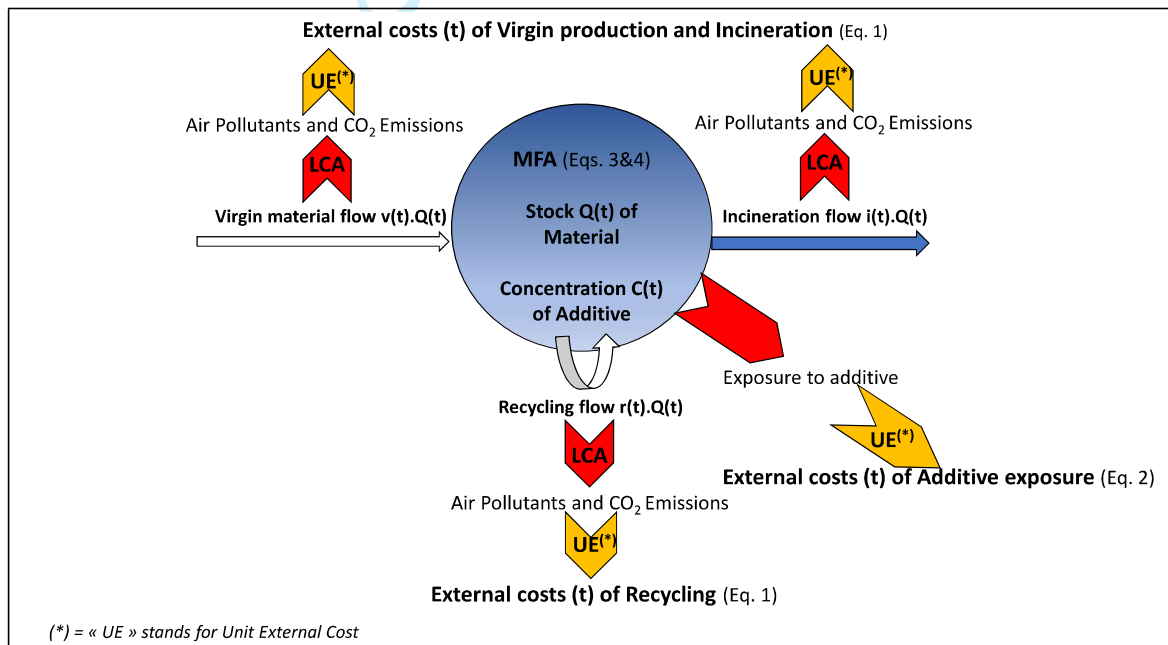 External costs (t) of Virgin production and Incineration (Eq. 1)
UE(*)
UE(*)
Air Pollutants and CO2 Emissions
Air Pollutants and CO2 Emissions
LCA
LCA
MFA (Eqs. 3&4)
Virgin material flow v(t).Q(t)
Stock Q(t) of
Material
Incineration flow i(t).Q(t)
Concentration C(t)
of Additive
Exposure to additive
Recycling flow r(t).Q(t)
UE(*)
LCA
External costs (t) of Additive exposure (Eq. 2)
Air Pollutants and CO2 Emissions
UE(*)
External costs (t) of Recycling (Eq. 1)
(*) = « UE » stands for Unit External Cost